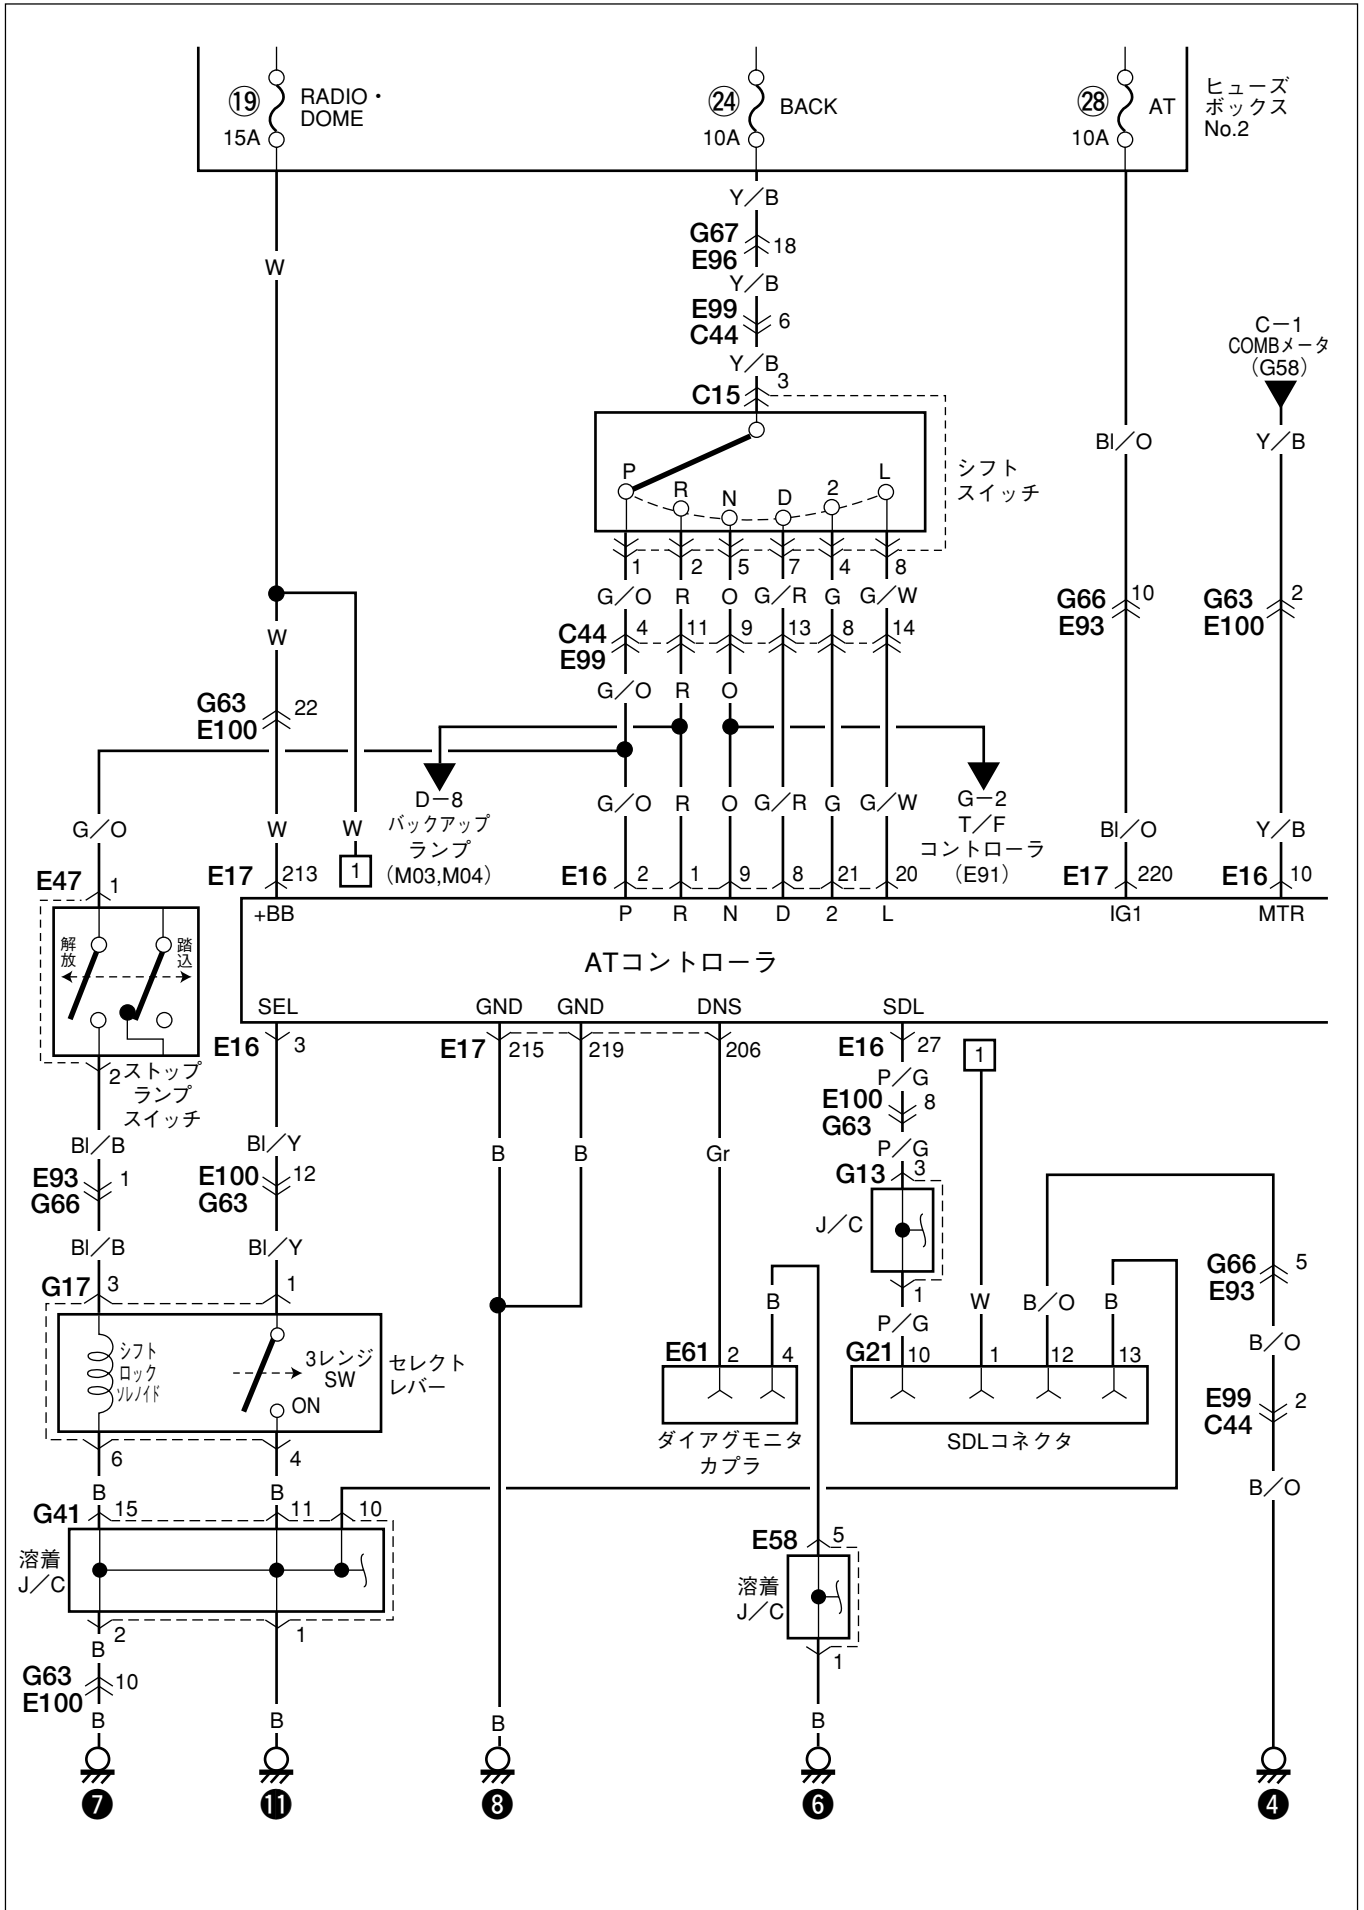 19
RADIO・
DOME
15A
24
BACK
10A
28
AT
10A
ヒューズ
ボックス
No.2
Y/B
G67
E96
18
W
Y/B
E99
C44
6
Y/B
C15
3
C-1
COMBメータ
(G58)
Bl/O
Y/B
P
R
N
D
2
L
シフト
スイッチ
1
2
5
7
4
8
G/O
R
O
G/R
G
G/W
C44
E99
4
11
9
13
8
14
G66
E93
10
G63
E100
2
W
G/O
R
O
G63
E100
22
D-8
バックアップ
ランプ
(M03,M04)
G-2
T/F
コントローラ
(E91)
G/O
W
W
1
G/O
R
O
G/R
G
G/W
Bl/O
Y/B
E47
1
E17
213
E16
2
1
9
8
21
20
E17
220
E16
10
+BB
P
R
N
D
2
L
IG1
MTR
解放
踏込
ATコントローラ
SEL
GND
GND
DNS
SDL
2
ストップ
ランプ
スイッチ
E16
3
E17
215
219
206
E16
27
1
P/G
E100
G63
8
P/G
Bl/B
Bl/Y
B
B
Gr
E93
G66
1
E100
G63
12
G13
3
J/C
1
Bl/B
Bl/Y
G66
E93
5
G17
3
1
B
P/G
W
B/O
B
B/O
シフト
ロック
ソレノイド
3レンジ
SW
ON
セレクト
レバー
E61
2
4
G21
10
1
12
13
E99
C44
2
ダイアグモニタ
カプラ
SDLコネクタ
6
4
B
B
B/O
G41
15
11
10
溶着
J/C
E58
5
溶着
J/C
1
2
1
B
G63
E100
10
B
B
B
B
7
11
8
6
4